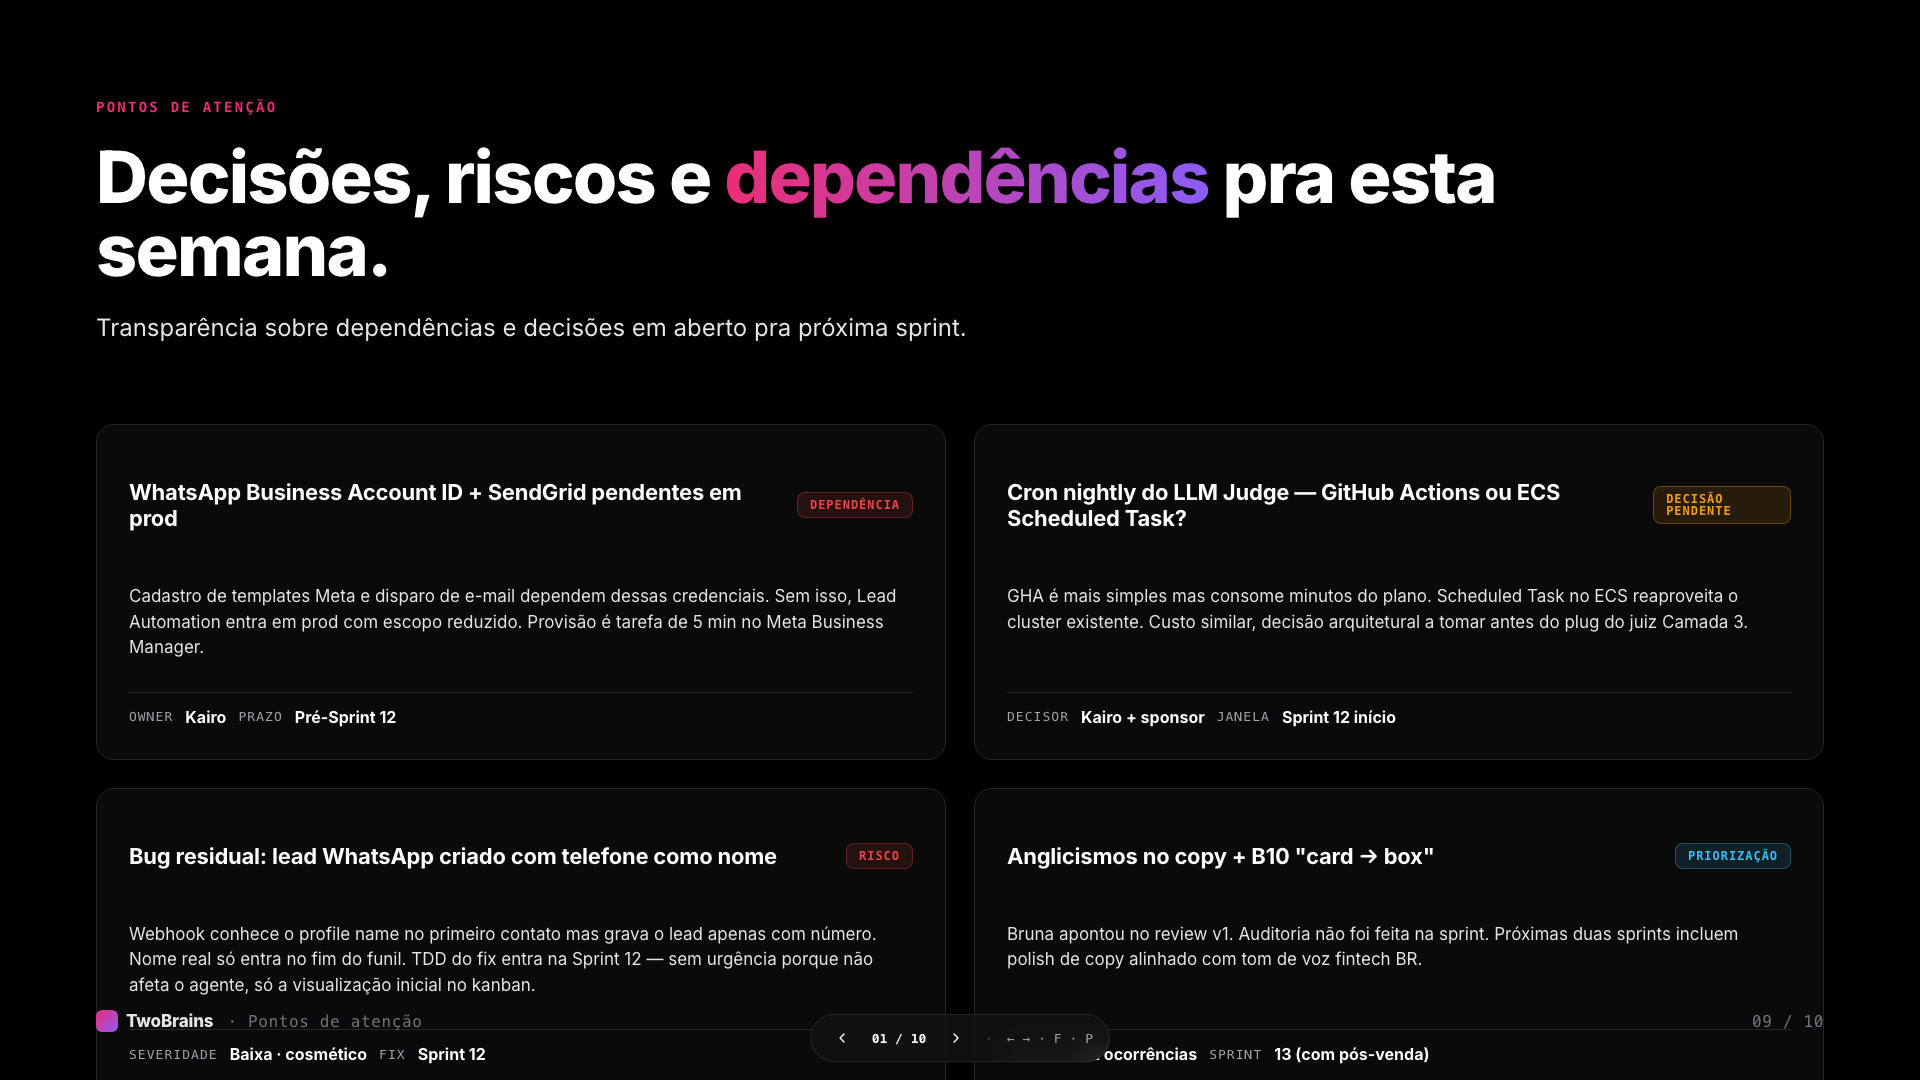 PONTOS DE ATENÇÃO
Decisões, riscos e dependências pra esta
semana.
Transparência sobre dependências e decisões em aberto pra próxima sprint.
WhatsApp Business Account ID + SendGrid pendentes em
prod
DEPENDÊNCIA
Cadastro de templates Meta e disparo de e-mail dependem dessas credenciais. Sem isso, Lead
Automation entra em prod com escopo reduzido. Provisão é tarefa de 5 min no Meta Business
Manager.
OWNER Kairo PRAZO Pré-Sprint 12
Cron nightly do LLM Judge — GitHub Actions ou ECS
Scheduled Task?
DECISÃO
PENDENTE
GHA é mais simples mas consome minutos do plano. Scheduled Task no ECS reaproveita o
cluster existente. Custo similar, decisão arquitetural a tomar antes do plug do juiz Camada 3.
DECISOR Kairo + sponsor JANELA Sprint 12 início
Bug residual: lead WhatsApp criado com telefone como nome
RISCO
Webhook conhece o profile name no primeiro contato mas grava o lead apenas com número.
Nome real só entra no fim do funil. TDD do fix entra na Sprint 12 — sem urgência porque não
afeta o agente, só a visualização inicial no kanban.
SEVERIDADE Baixa · cosmético FIX Sprint 12
Anglicismos no copy + B10 "card → box"
PRIORIZAÇÃO
Bruna apontou no review v1. Auditoria não foi feita na sprint. Próximas duas sprints incluem
polish de copy alinhado com tom de voz fintech BR.
ocorrências SPRINT 13 (com pós-venda)
TwoBrains · Pontos de atenção
01 / 10 · ← → · F · P
09 / 10